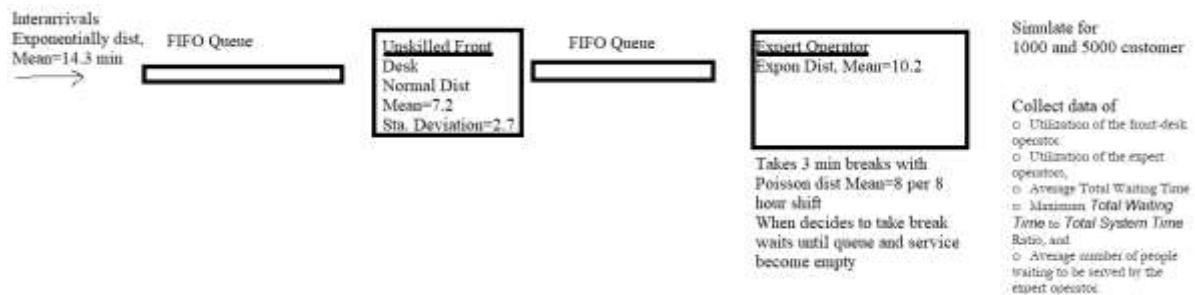 Interarrivals
Exponentially dist,
Mean=14.3 min
FIFO Queue
Unskilled Front
Desk
Normal Dist
Mean=7.2
Sta. Deviation=2.7
FIFO Queue
Expert Operator
Expon Dist, Mean=10.2
Takes 3 min breaks with
Poisson dist Mean=8 per 8
hour shift
When decides to take break
waits until queue and service
become empty
Simulate for
1000 and 5000 customer
Collect data of
o Utilization of the front-desk
operator
o Utilization of the expert
operators,
o Average Total Waiting Time
o Maximum Total Waiting
Time to Total System Time
Ratio, and
o Average number of people
waiting to be served by the
expert operator.